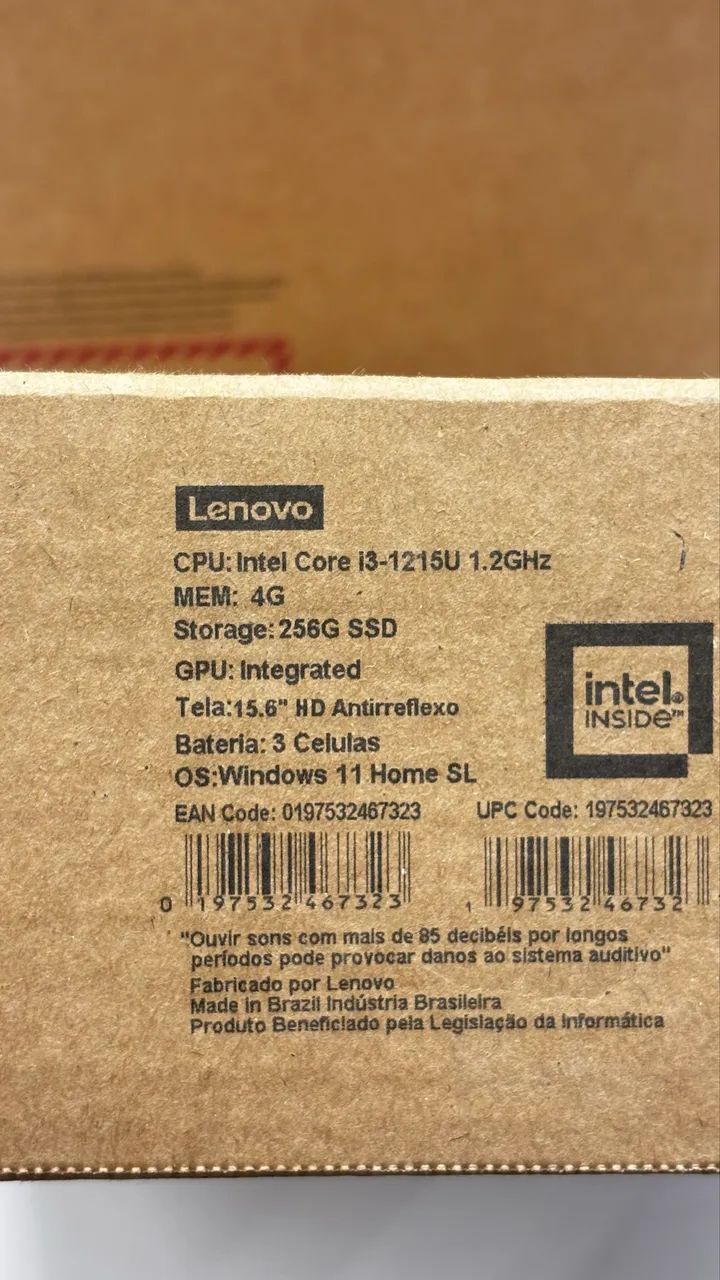 Lenovo
CPU: Intel Core i3-1215U 1.2GHz
MEM: 4G
Storage: 256G SSD
GPU: Integrated
Tela:15.6" HD Antirreflexo
Bateria: 3 Celulas
OS:Windows 11 Home SL
intel®
INSIDE™
EAN Code: 0197532467323
UPC Code: 197532467323
0 197532 467323
1 97532 46732
"Ouvir sons com mais de 85 decibéis por longos
períodos pode provocar danos ao sistema auditivo"
Fabricado por Lenovo
Made in Brazil Indústria Brasileira
Produto Beneficiado pela Legislação da Informática